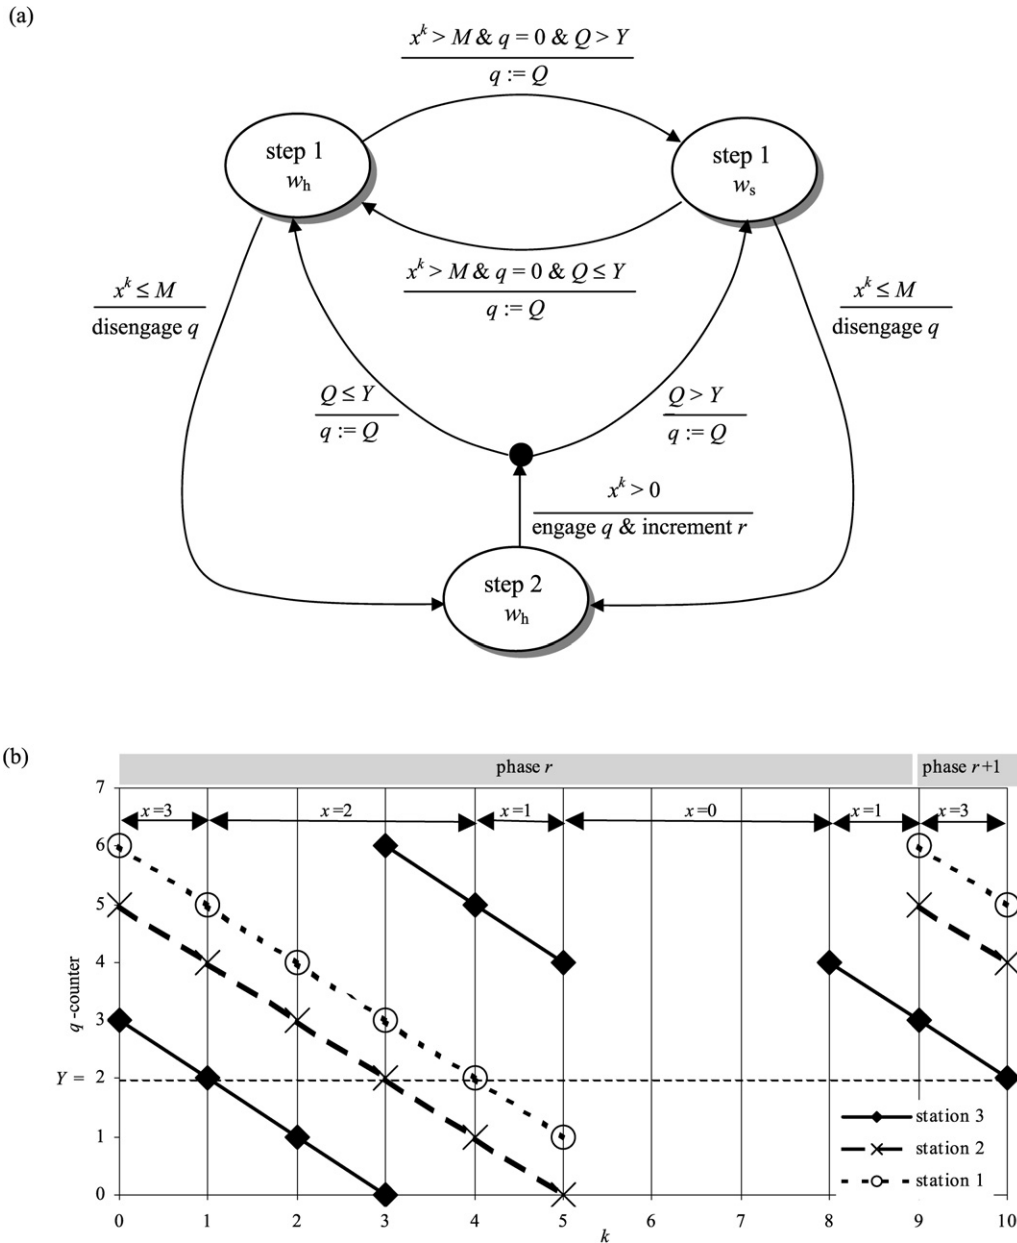 (a)
x^k > M & q = 0 & Q > Y
q := Q
step 1
w_h
step 1
w_s
x^k > M & q = 0 & Q ≤ Y
q := Q
x^k ≤ M
disengage q
x^k ≤ M
disengage q
Q ≤ Y
q := Q
Q > Y
q := Q
x^k > 0
engage q & increment r
step 2
w_h
(b)
phase r
phase r+1
x=3
x=2
x=1
x=0
x=1
x=3
q-counter
7
6
5
4
3
Y =
2
1
0
station 3
station 2
station 1
0 1 2 3 4 5 6 7 8 9 10
k